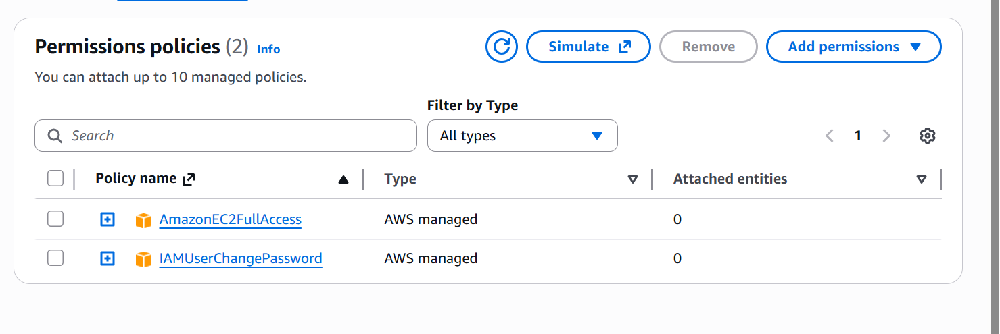 Permissions policies (2) Info
Simulate
Remove
Add permissions
You can attach up to 10 managed policies.
Filter by Type
Search
All types
1
Policy name Type Attached entities
AmazonEC2FullAccess AWS managed 0
IAMUserChangePassword AWS managed 0